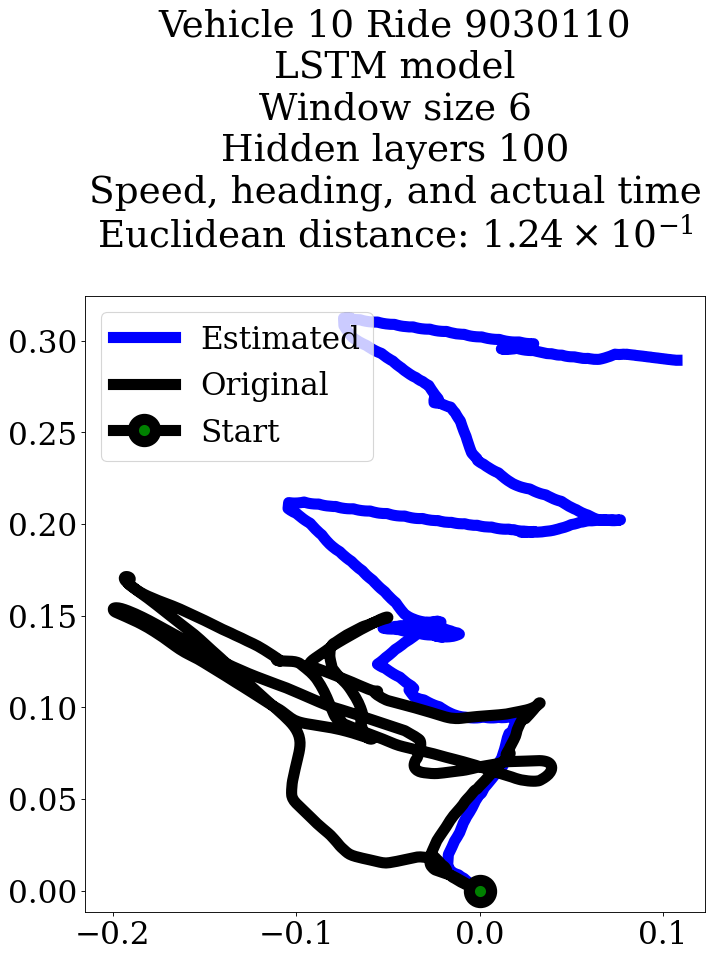 Vehicle 10 Ride 9030110
LSTM model
Window size 6
Hidden layers 100
Speed, heading, and actual time
Euclidean distance: 1.24 × 10⁻¹
Estimated
Original
Start
0.30
0.25
0.20
0.15
0.10
0.05
0.00
−0.2 −0.1 0.0 0.1